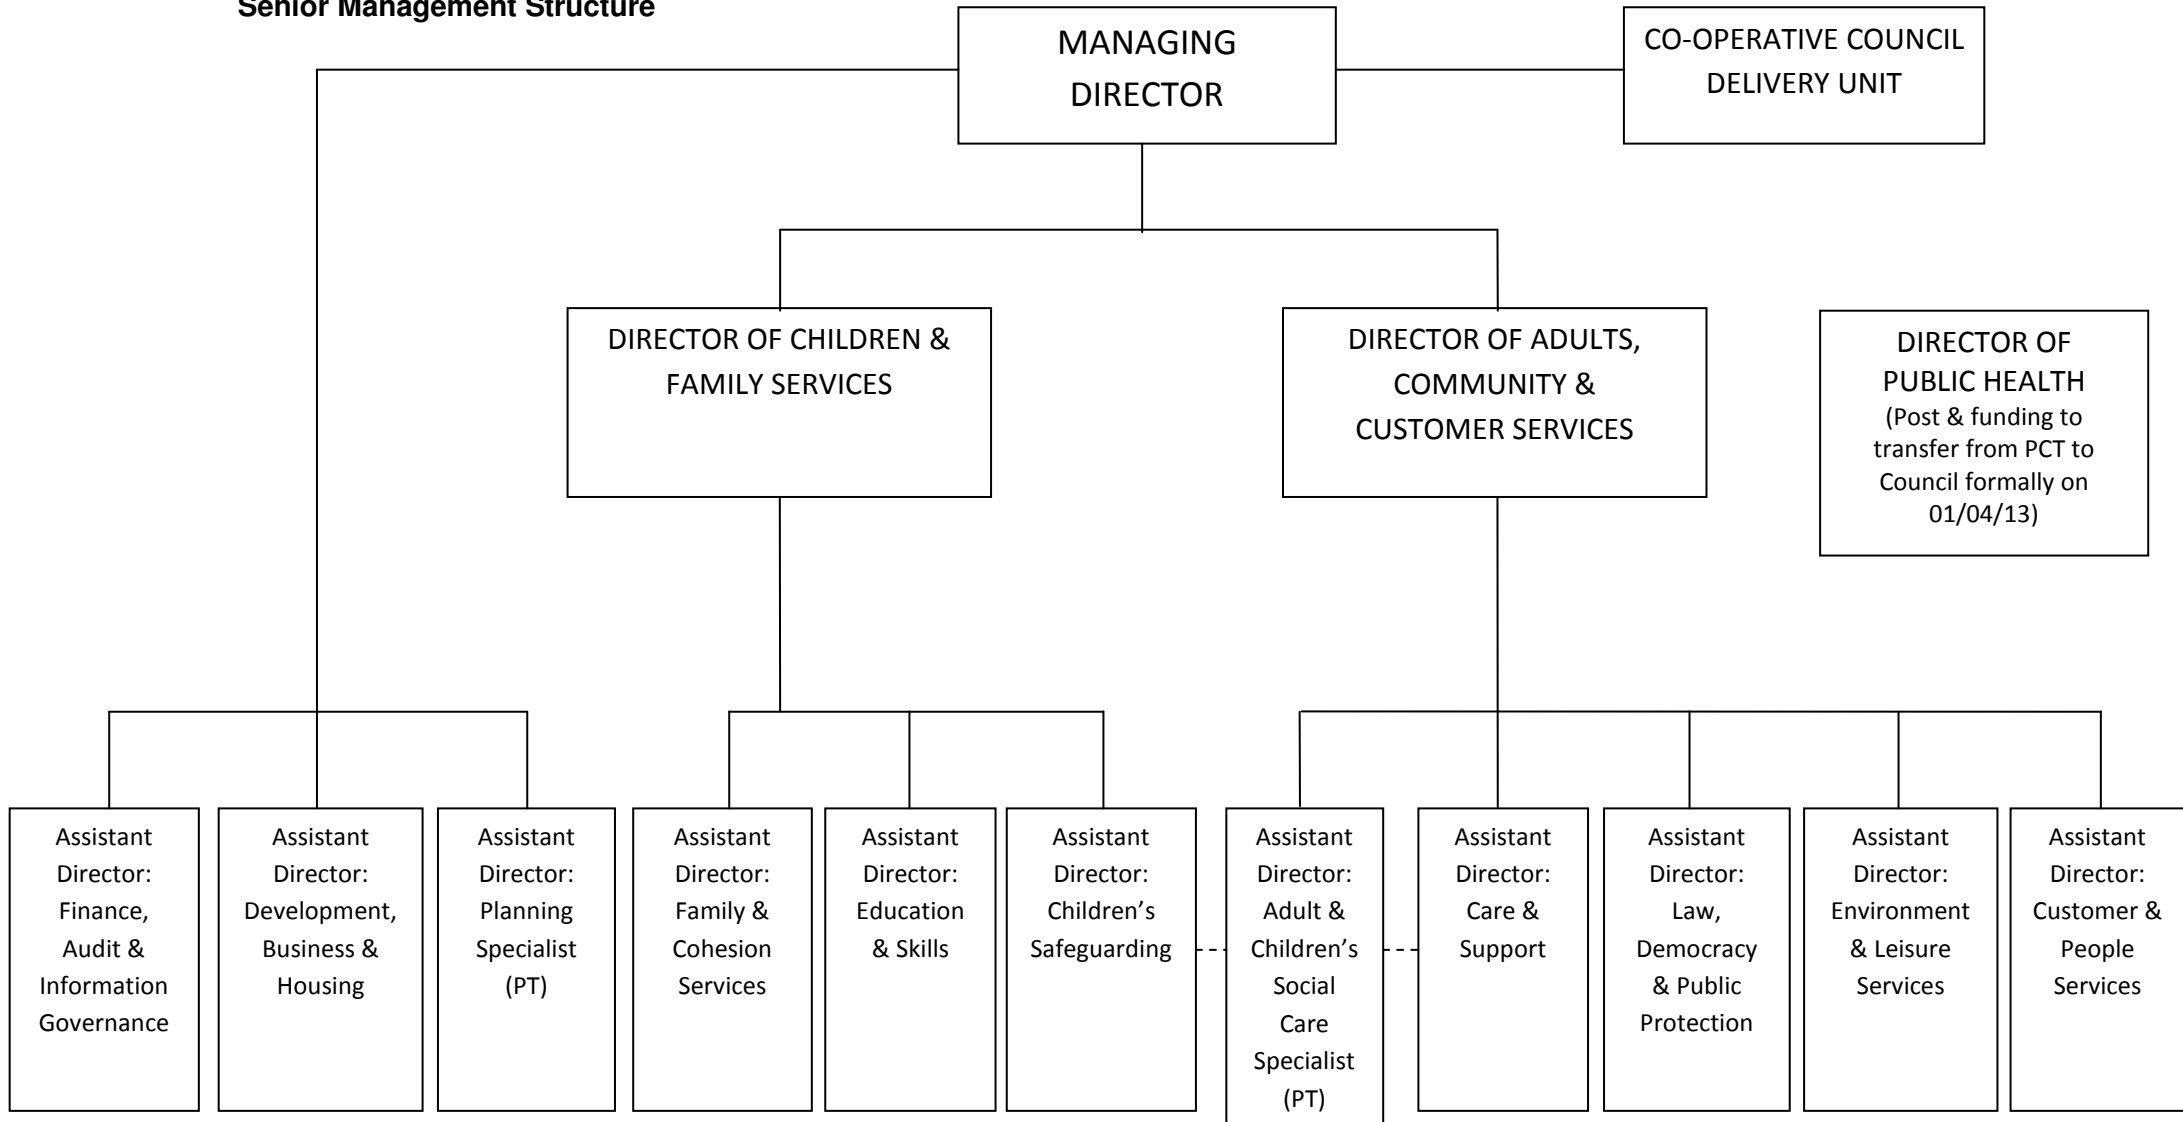 Senior Management Structure
MANAGING
DIRECTOR
CO-OPERATIVE COUNCIL
DELIVERY UNIT
DIRECTOR OF CHILDREN &
FAMILY SERVICES
DIRECTOR OF ADULTS,
COMMUNITY &
CUSTOMER SERVICES
DIRECTOR OF
PUBLIC HEALTH
(Post & funding to
transfer from PCT to
Council formally on
01/04/13)
Assistant
Director:
Finance,
Audit &
Information
Governance
Assistant
Director:
Development,
Business &
Housing
Assistant
Director:
Planning
Specialist
(PT)
Assistant
Director:
Family &
Cohesion
Services
Assistant
Director:
Education
& Skills
Assistant
Director:
Children’s
Safeguarding
Assistant
Director:
Adult &
Children’s
Social
Care
Specialist
(PT)
Assistant
Director:
Care &
Support
Assistant
Director:
Law,
Democracy
& Public
Protection
Assistant
Director:
Environment
& Leisure
Services
Assistant
Director:
Customer &
People
Services